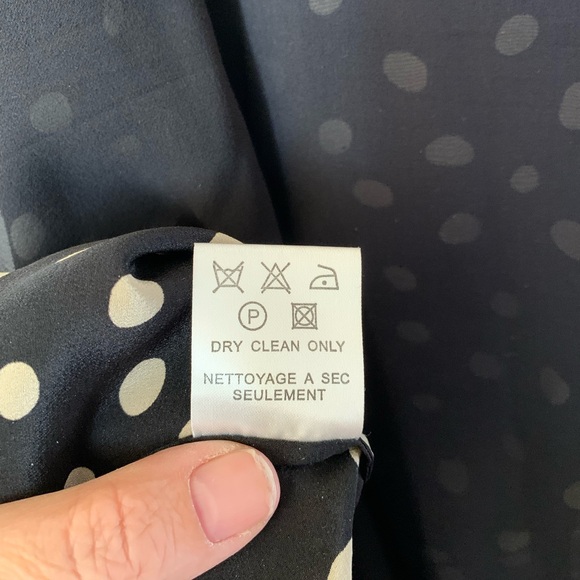 P
DRY CLEAN ONLY
NETTOYAGE A SEC
SEULEMENT